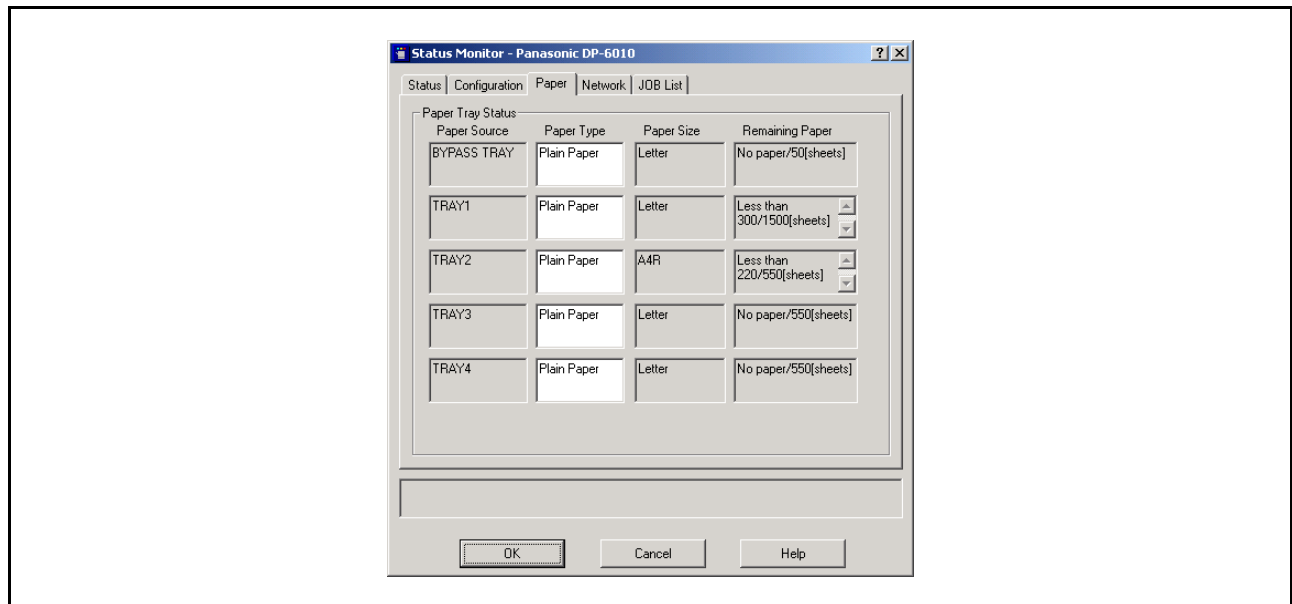 Status Monitor - Panasonic DP-6010
Status Configuration Paper Network JOB List
Paper Tray Status
Paper Source Paper Type Paper Size Remaining Paper
BYPASS TRAY Plain Paper Letter No paper/50[sheets]
TRAY1 Plain Paper Letter Less than
300/1500[sheets]
TRAY2 Plain Paper A4R Less than
220/550[sheets]
TRAY3 Plain Paper Letter No paper/550[sheets]
TRAY4 Plain Paper Letter No paper/550[sheets]
OK Cancel Help